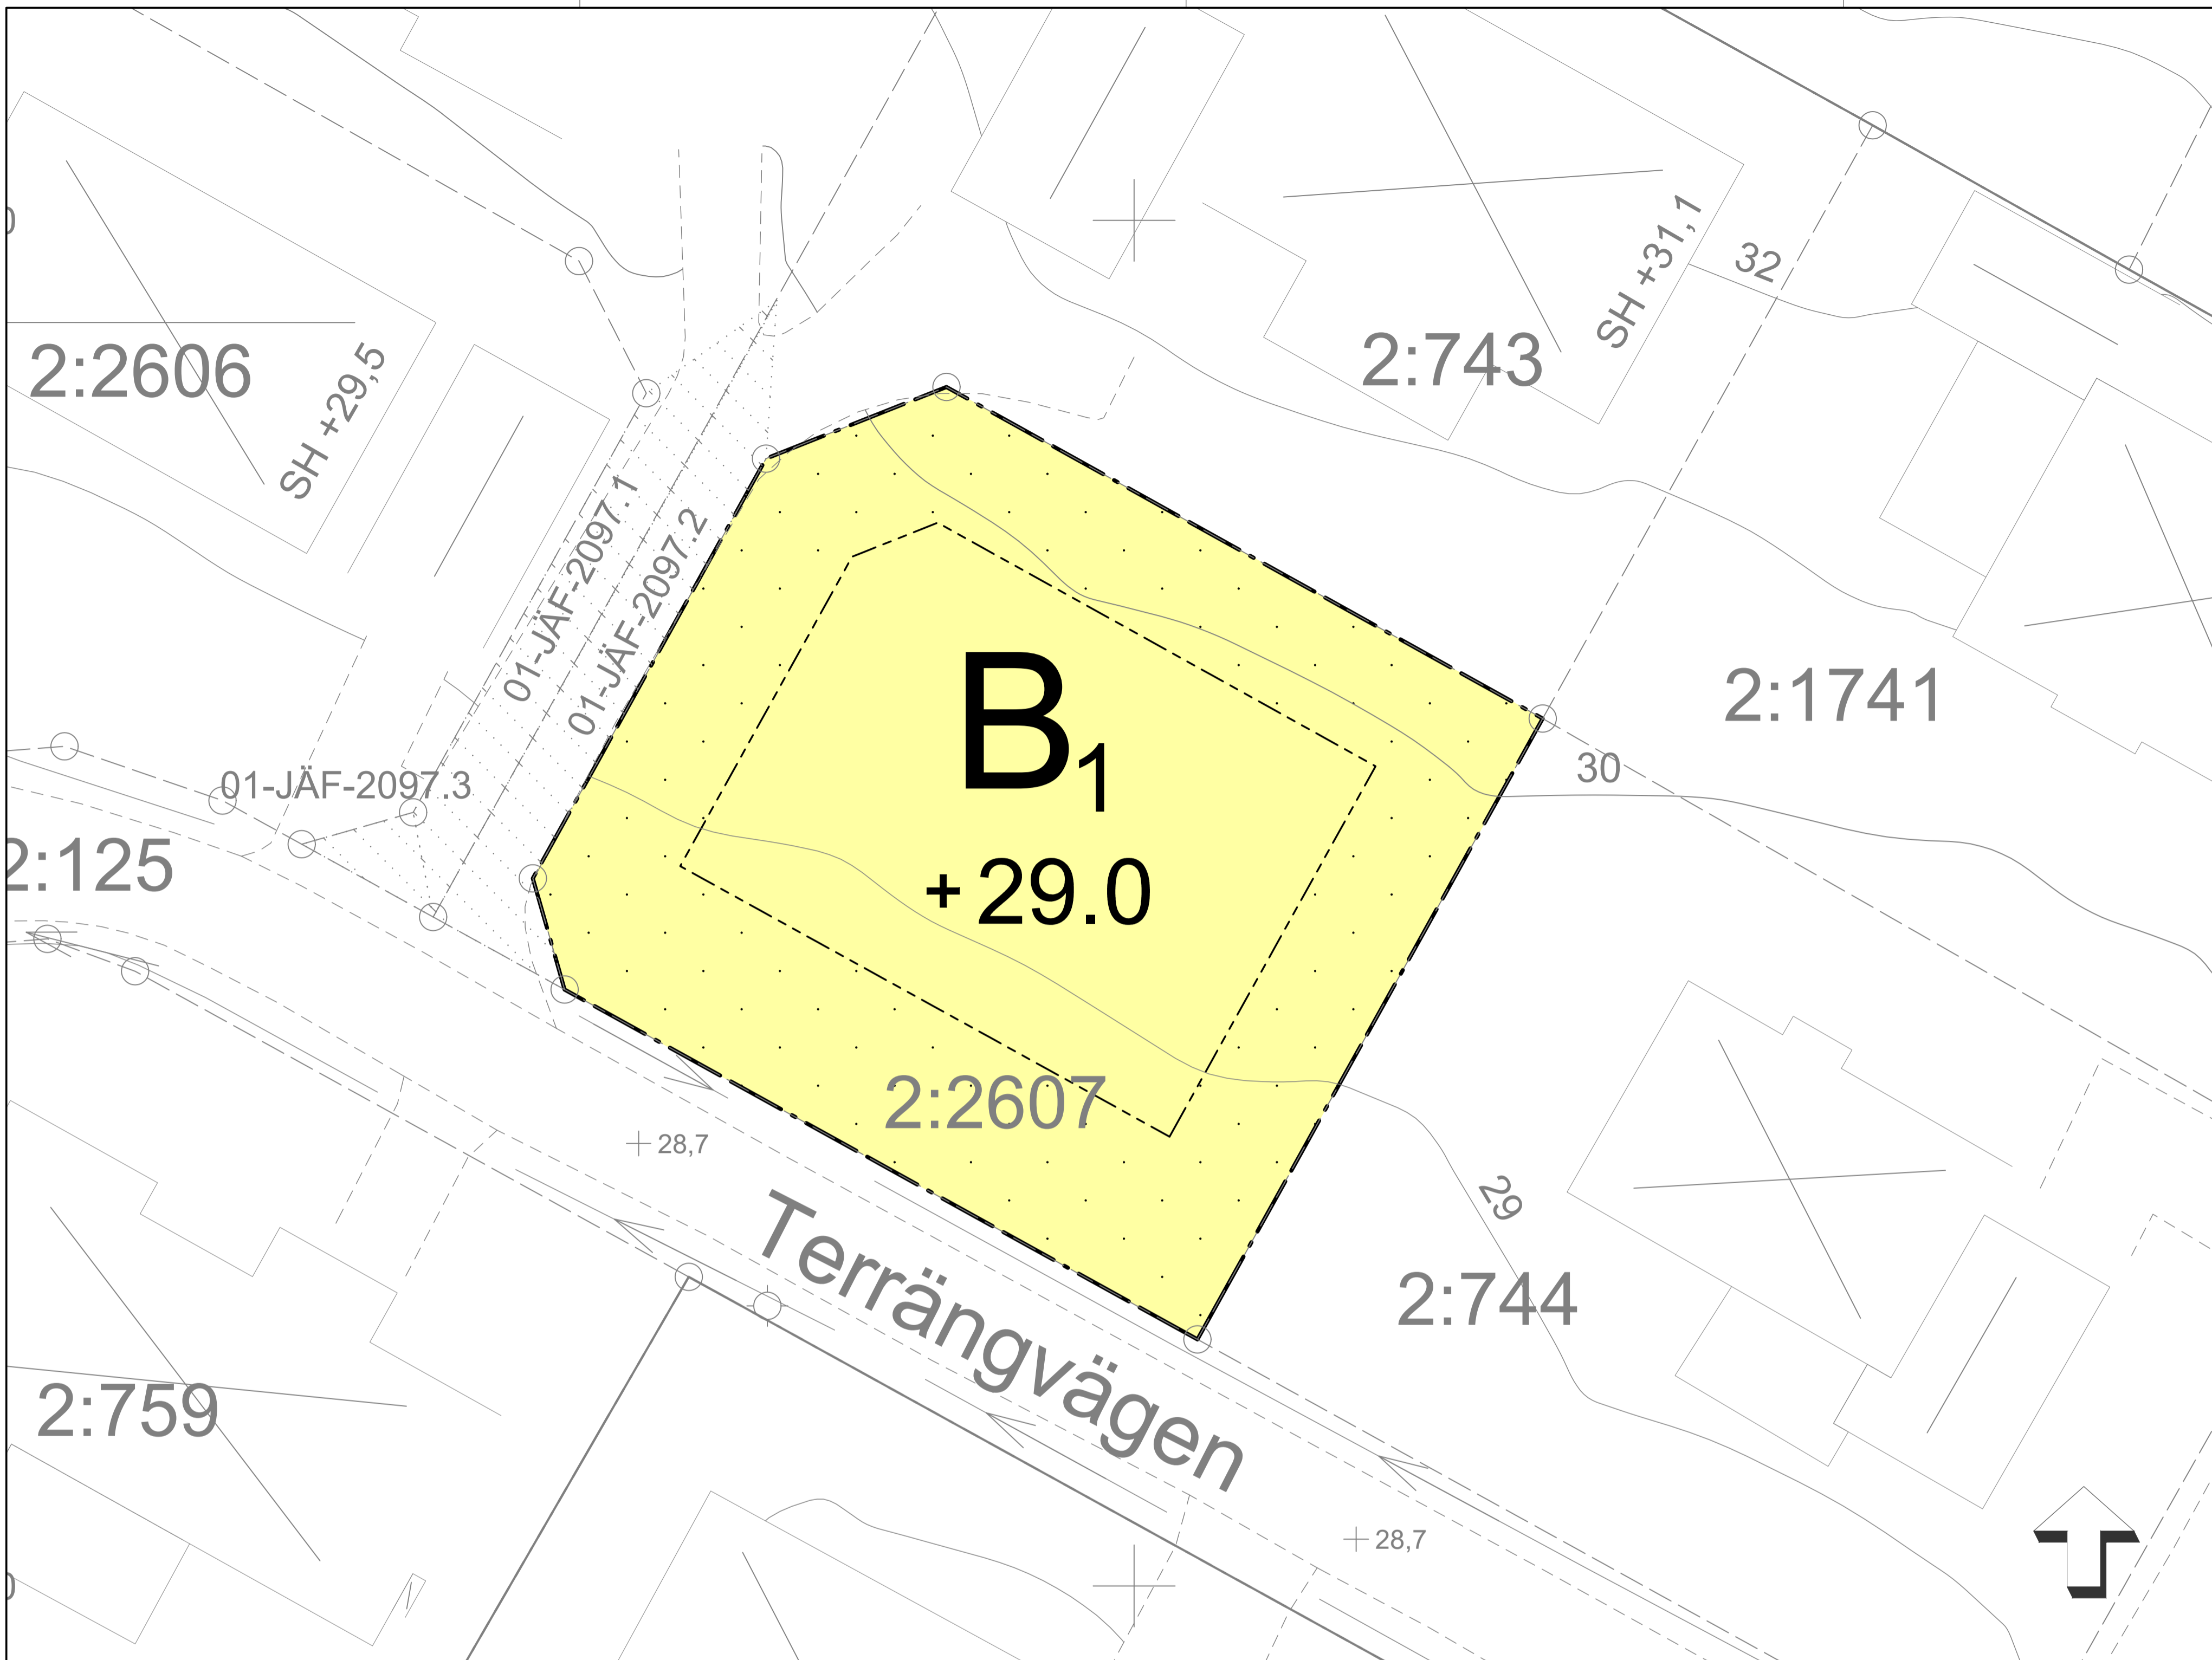 2:2606
SH +29,5
2:743
SH +31,1
32
01-JÄF-2097.1
01-JÄF-2097.2
01-JÄF-2097.3
B1
+29.0
2:1741
30
2:125
2:2607
28,7
29
Terrängvägen
2:744
2:759
28,7